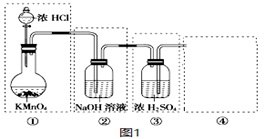 浓 HCl
KMnO₄
NaOH 溶液
浓 H₂SO₄
① ② ③ ④
图1